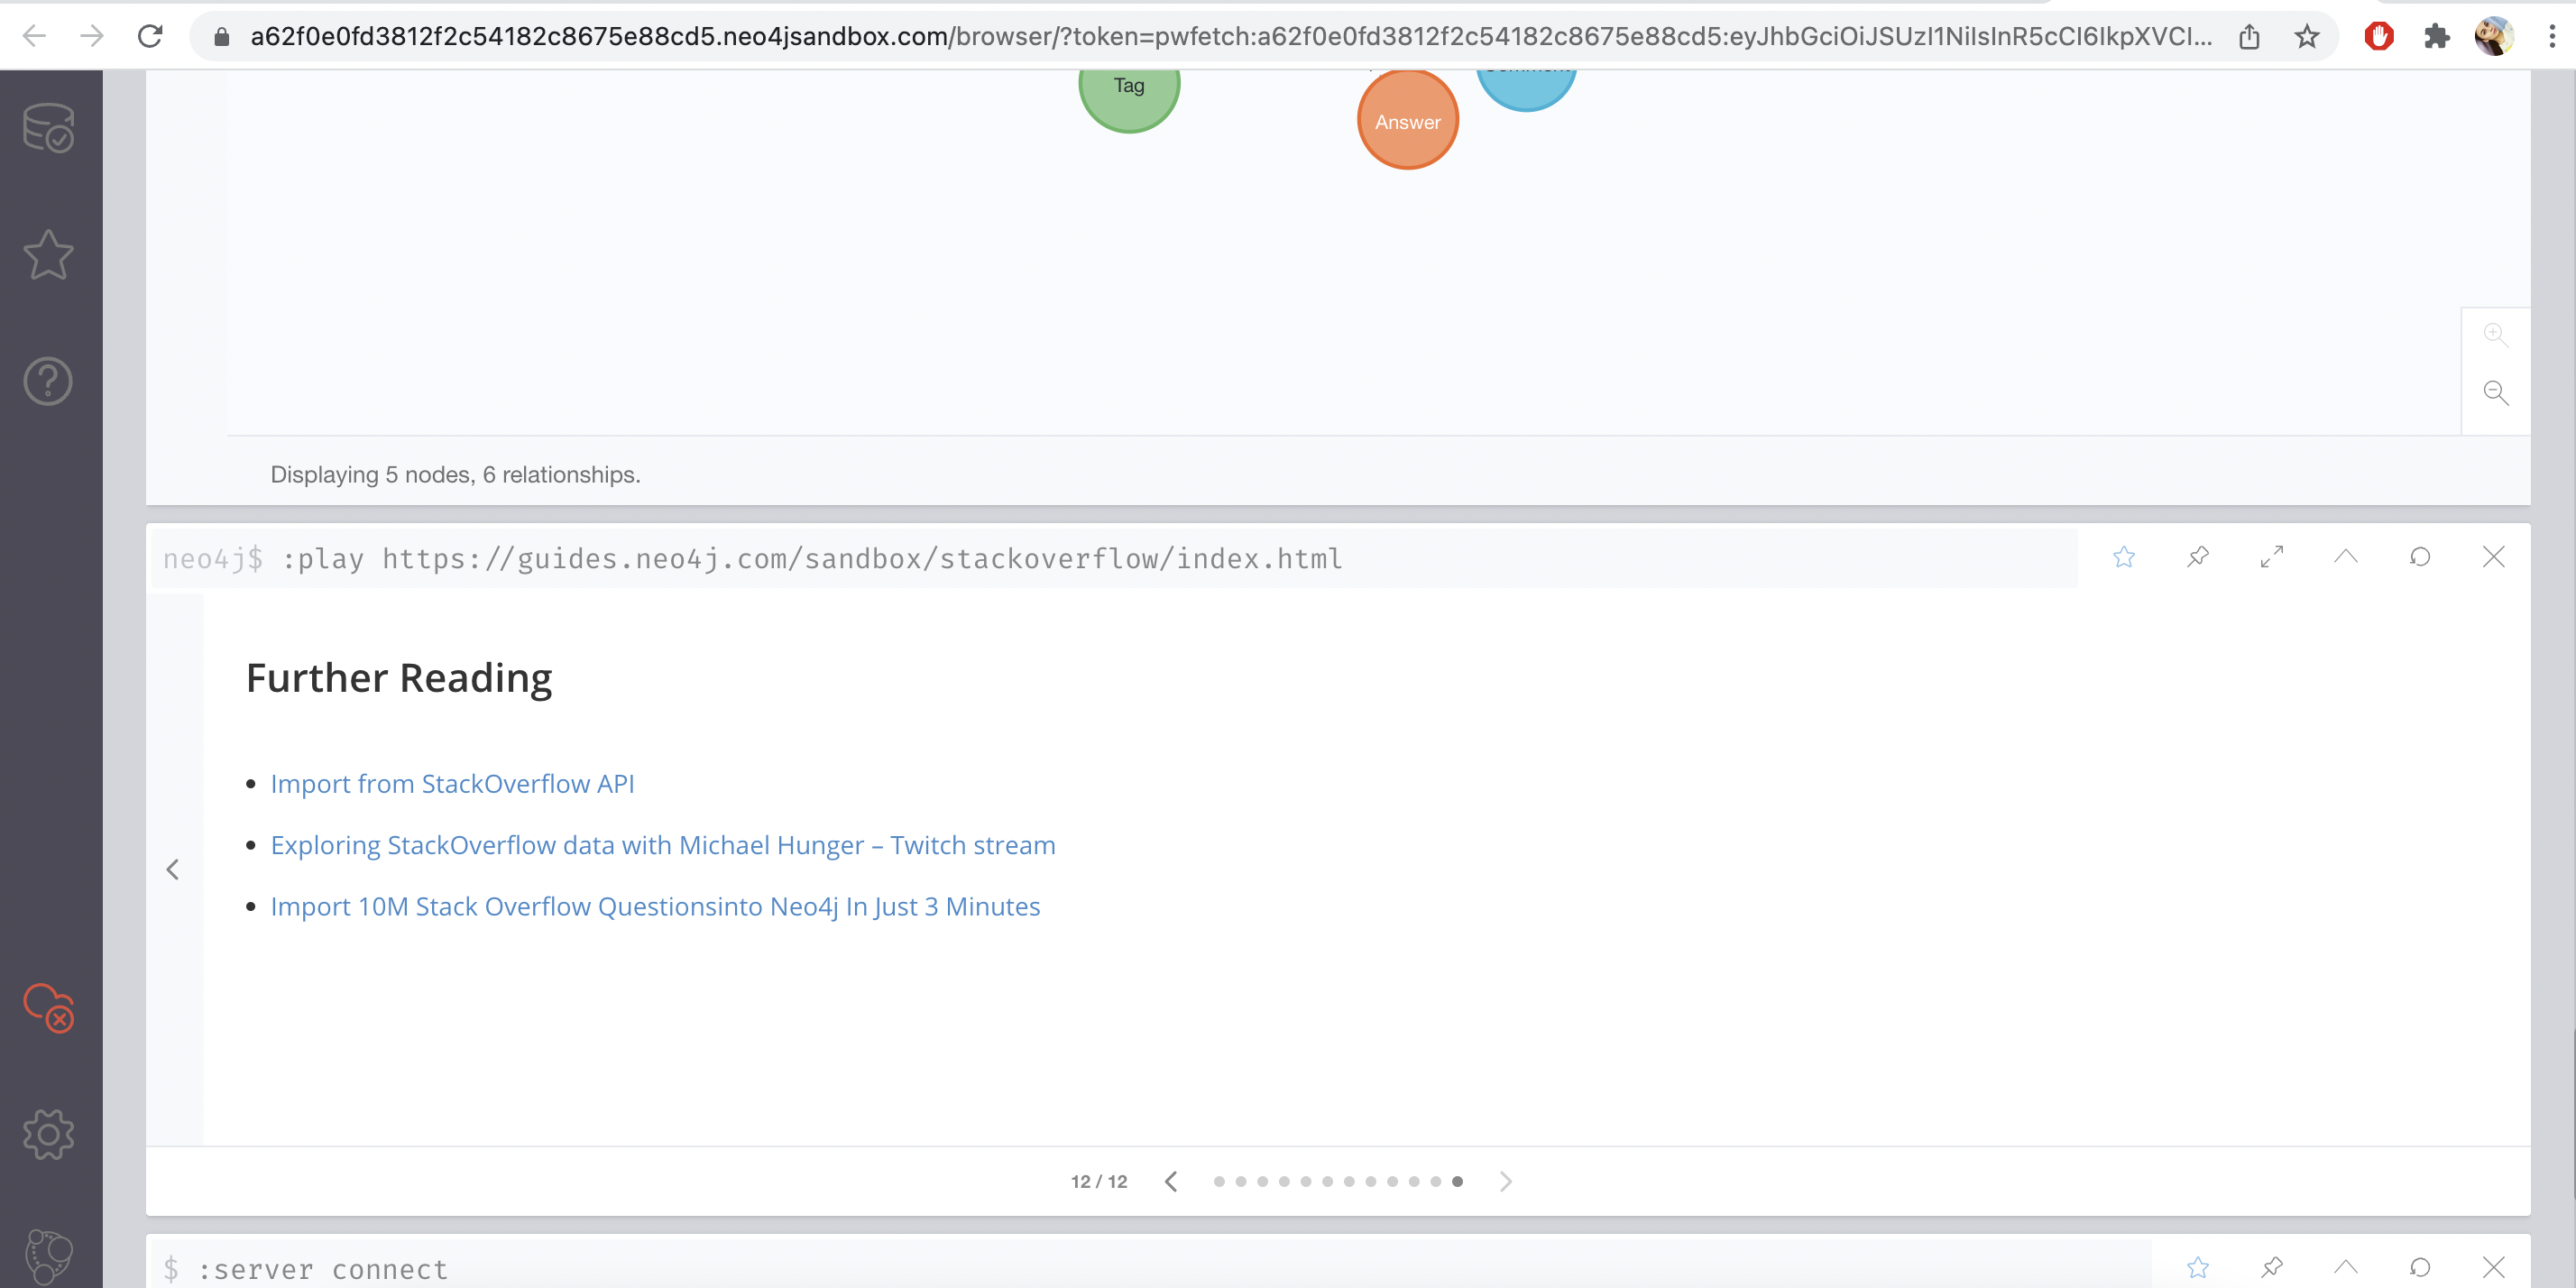 a62f0e0fd3812f2c54182c8675e88cd5.neo4jsandbox.com/browser/?token=pwfetch:a62f0e0fd3812f2c54182c8675e88cd5:eyJhbGciOiJSUzI1NiIsInR5cCI6IkpXVCI...
Tag
Answer
Displaying 5 nodes, 6 relationships.
neo4j$ :play https://guides.neo4j.com/sandbox/stackoverflow/index.html
Further Reading
Import from StackOverflow API
Exploring StackOverflow data with Michael Hunger – Twitch stream
Import 10M Stack Overflow Questionsinto Neo4j In Just 3 Minutes
12 / 12
$ :server connect